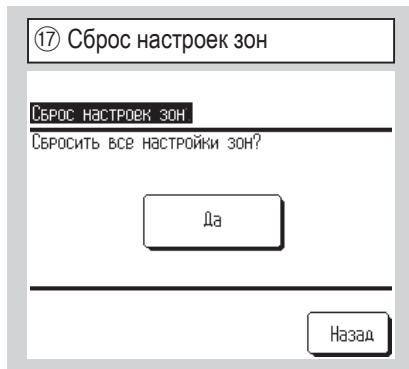 ⑰ Сброс настроек зон
Сброс настроек зон
Сбросить все настройки зон?
Да
Назад